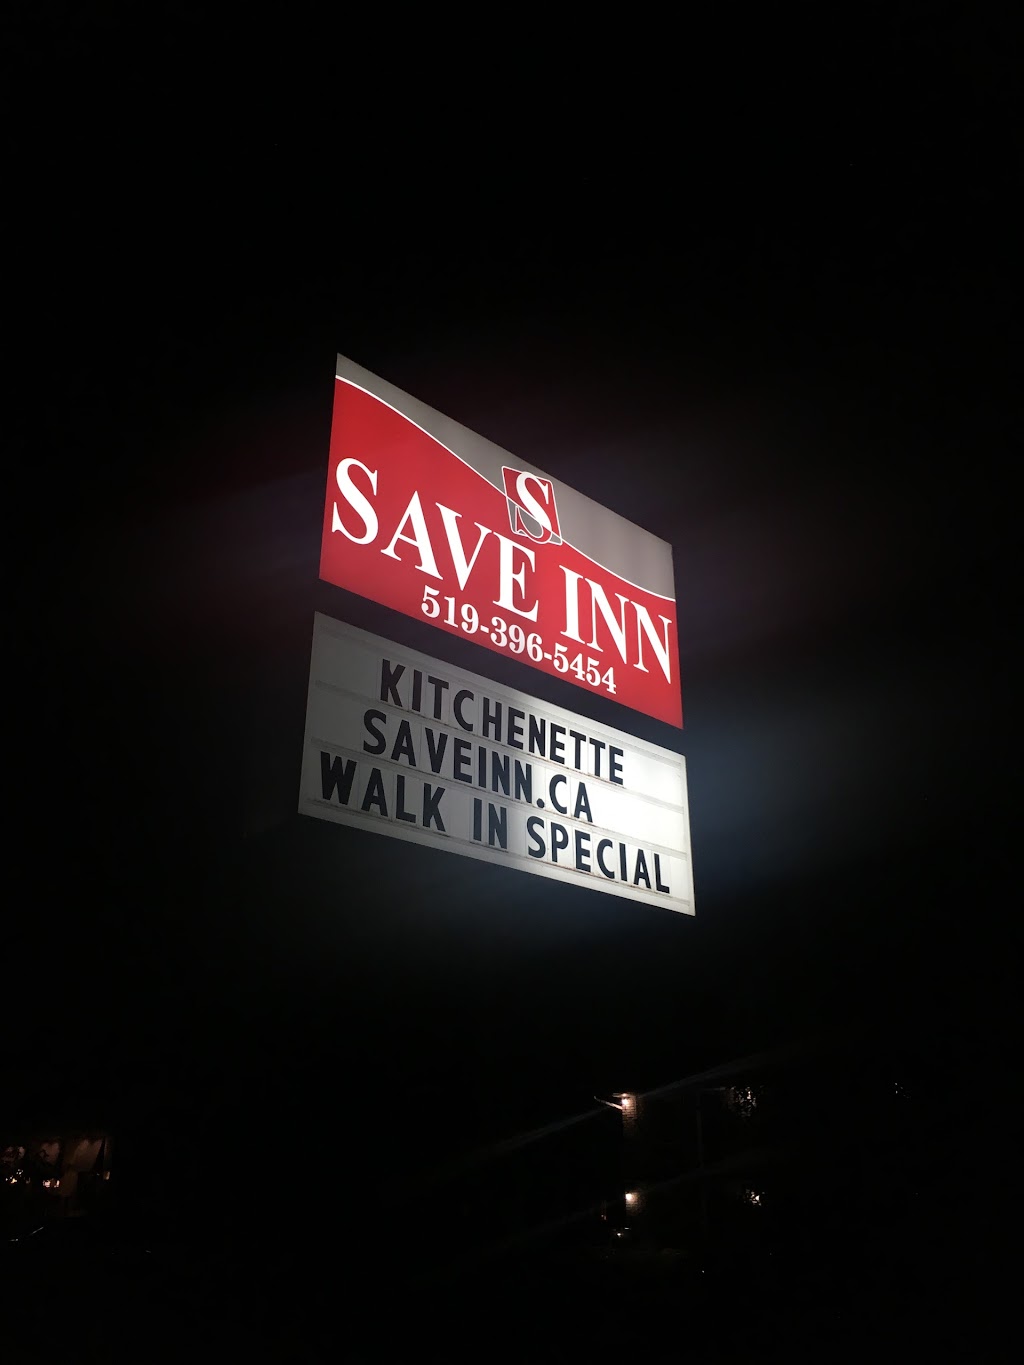 S
SAVE INN
519-396-5454
KITCHENETTE
SAVEINN.CA
WALK IN SPECIAL